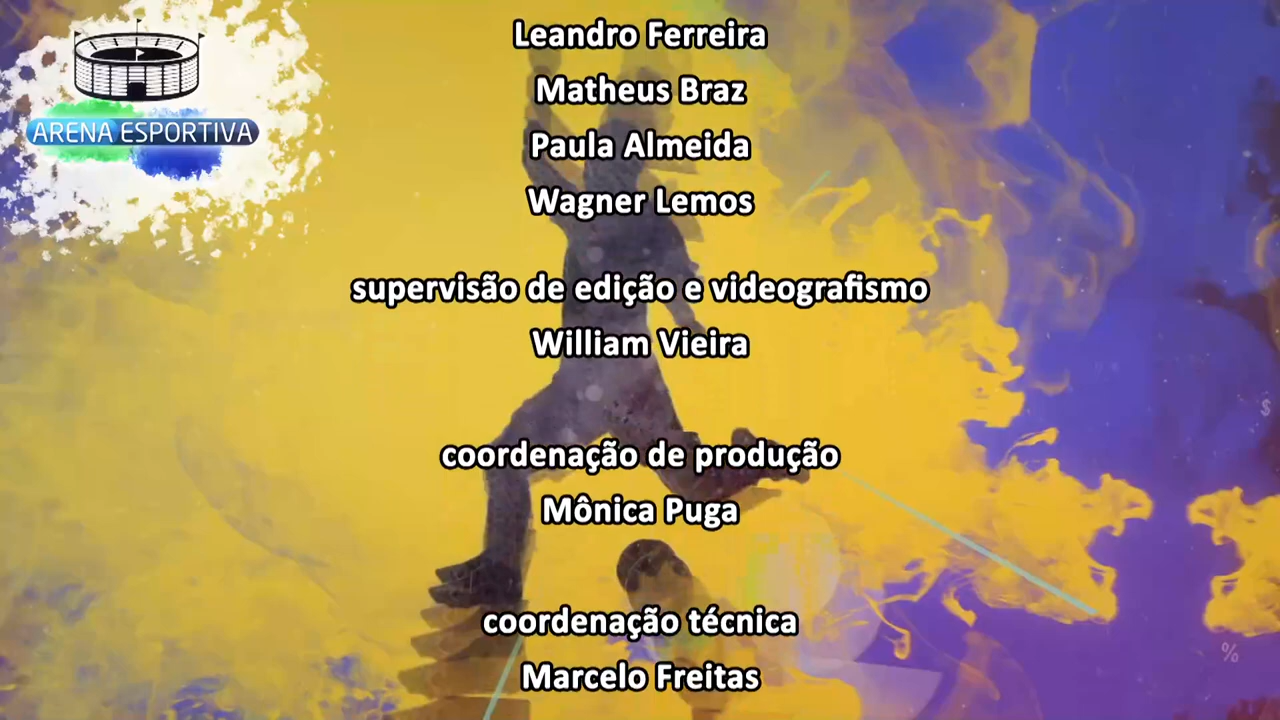 ARENA ESPORTIVA
Leandro Ferreira
Matheus Braz
Paula Almeida
Wagner Lemos
supervisão de edição e videografismo
William Vieira
coordenação de produção
Mônica Puga
coordenação técnica
Marcelo Freitas
$
%